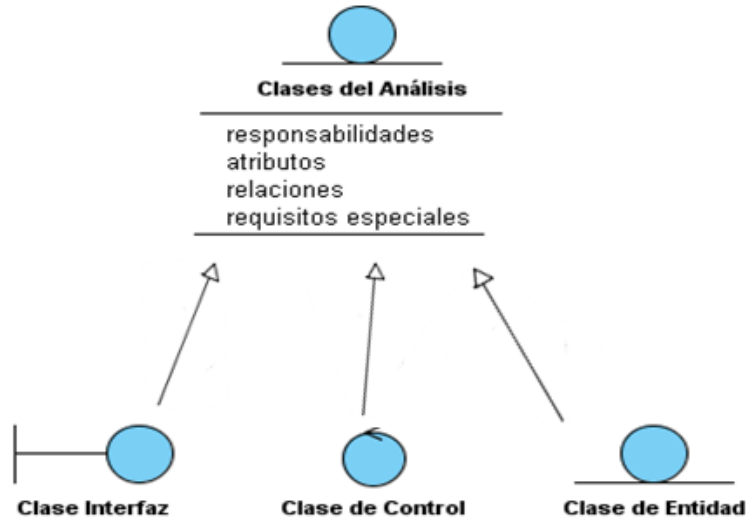 Clases del Análisis
responsabilidades
atributos
relaciones
requisitos especiales
Clase Interfaz
Clase de Control
Clase de Entidad